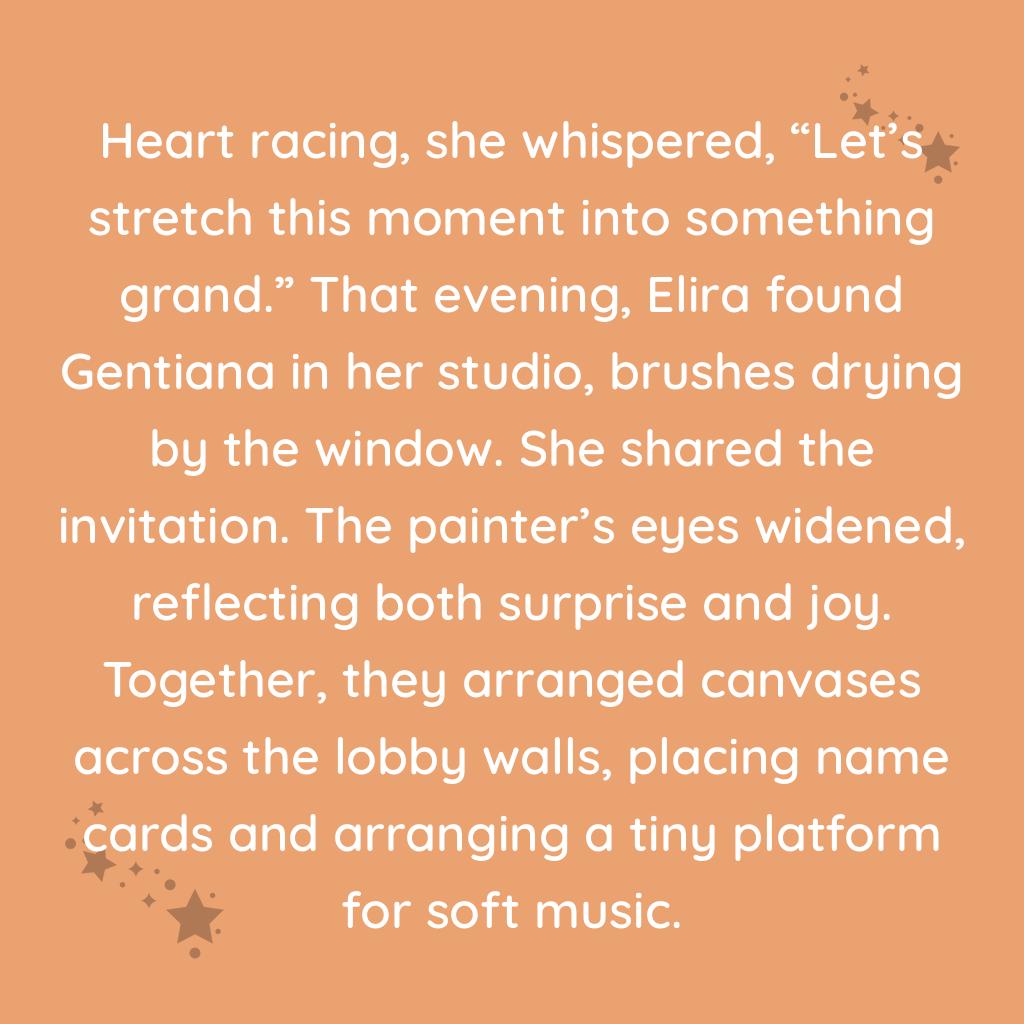 Heart racing, she whispered, “Let’s
stretch this moment into something
grand.” That evening, Elira found
Gentiana in her studio, brushes drying
by the window. She shared the
invitation. The painter’s eyes widened,
reflecting both surprise and joy.
Together, they arranged canvases
across the lobby walls, placing name
cards and arranging a tiny platform
for soft music.